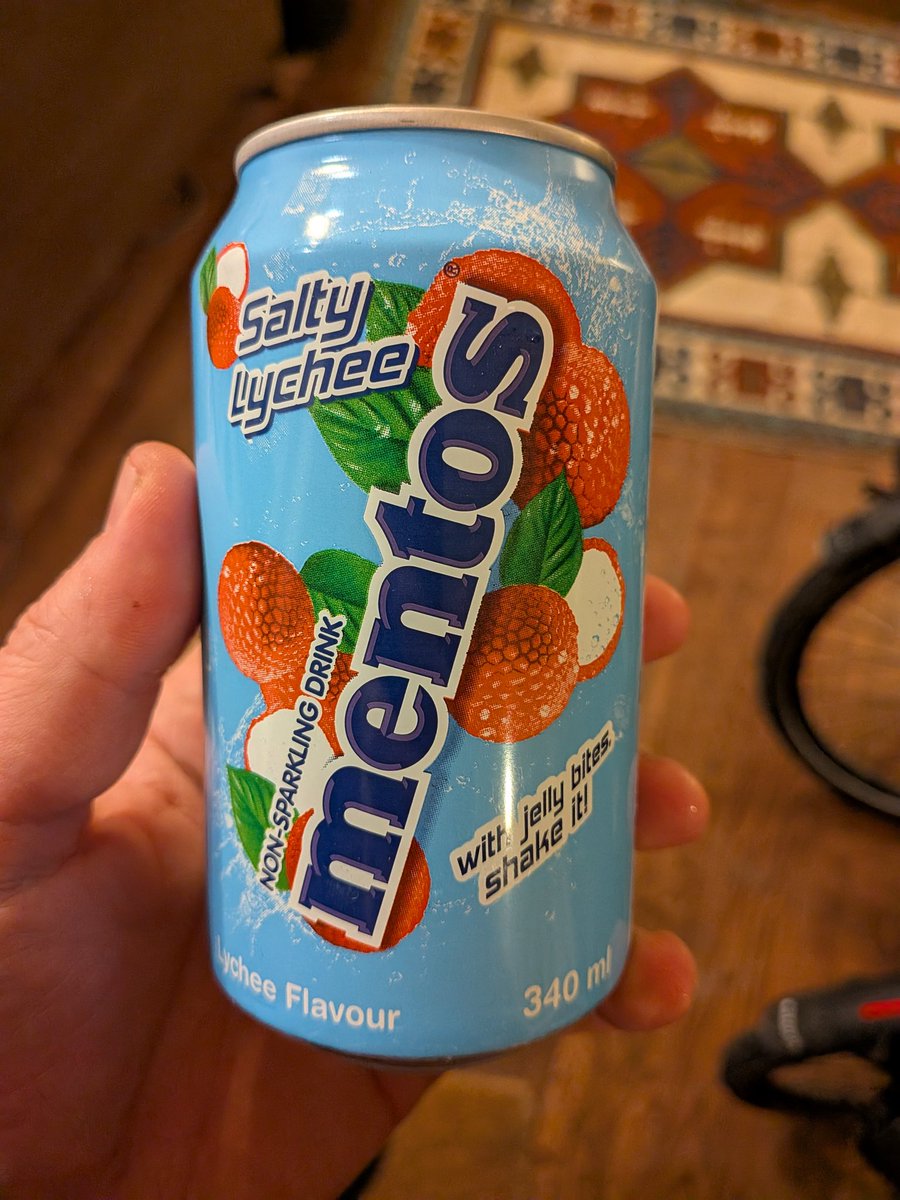 Salty
Lychee
mentos®
NON-SPARKLING DRINK
with jelly bites.
shake it!
Lychee Flavour
340 ml